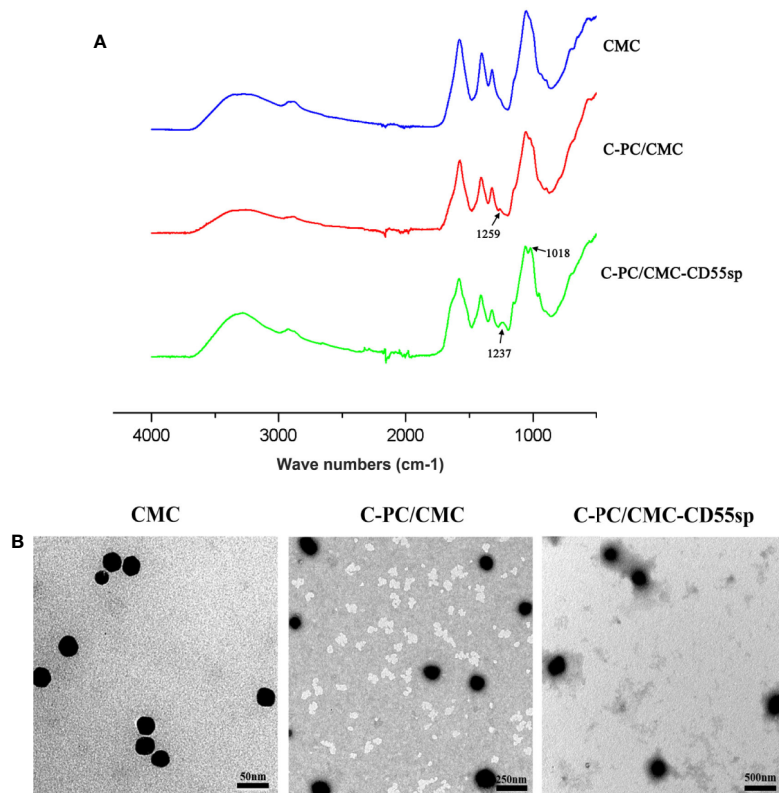 A
CMC
C-PC/CMC
1259
1018
C-PC/CMC-CD55sp
1237
4000 3000 2000 1000
Wave numbers (cm-1)
B
CMC C-PC/CMC C-PC/CMC-CD55sp
50nm 250nm 500nm